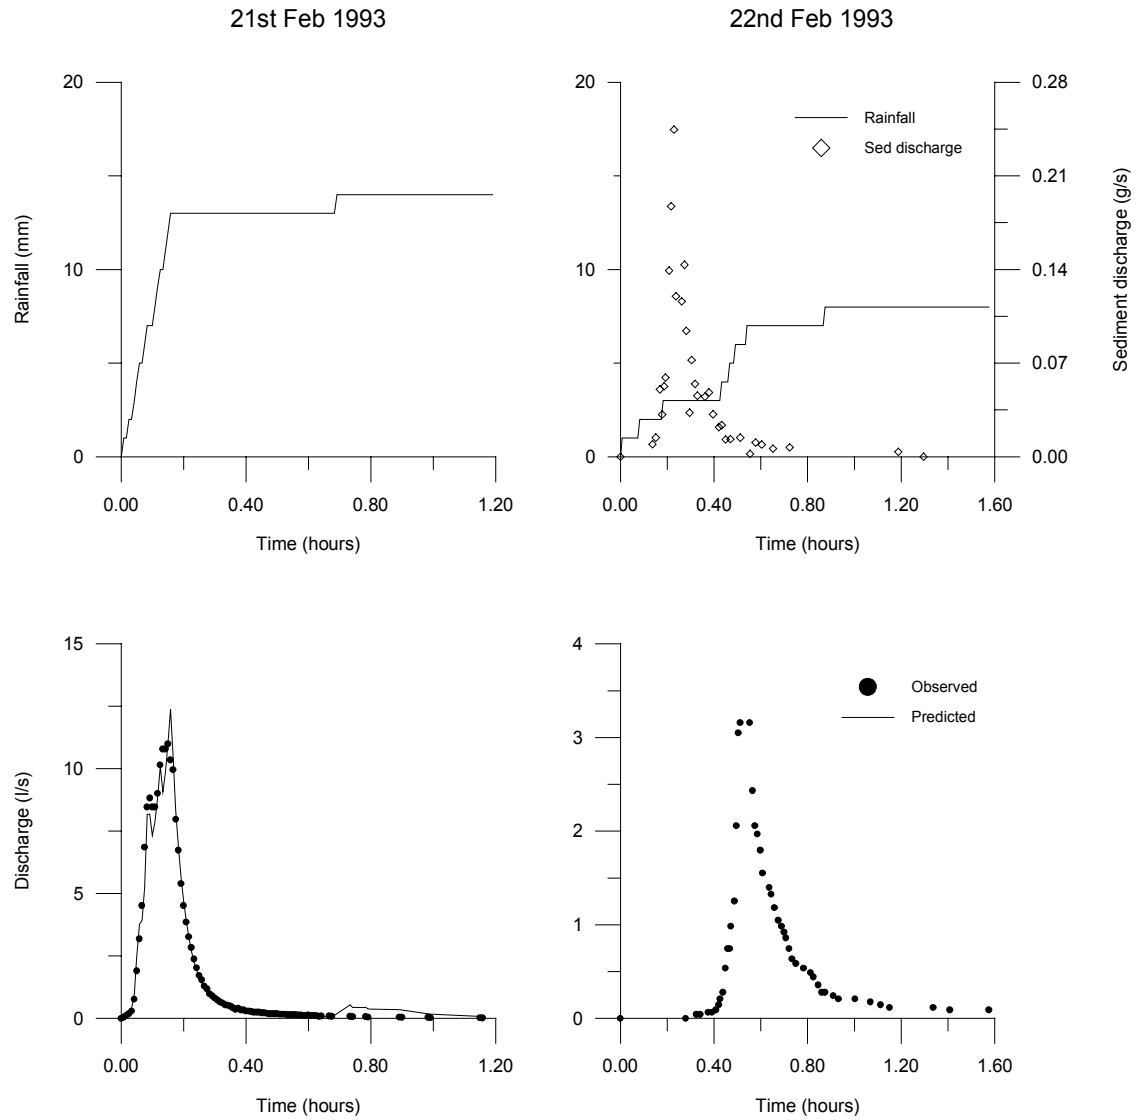 21st Feb 1993
22nd Feb 1993
20
10
0
Rainfall (mm)
0.00 0.40 0.80 1.20
Time (hours)
20
10
0
Rainfall
Sed discharge
0.28
0.21
0.14
0.07
0.00
Sediment discharge (g/s)
0.00 0.40 0.80 1.20 1.60
Time (hours)
15
10
5
0
Discharge (l/s)
0.00 0.40 0.80 1.20
Time (hours)
4
3
2
1
0
Observed
Predicted
0.00 0.40 0.80 1.20 1.60
Time (hours)